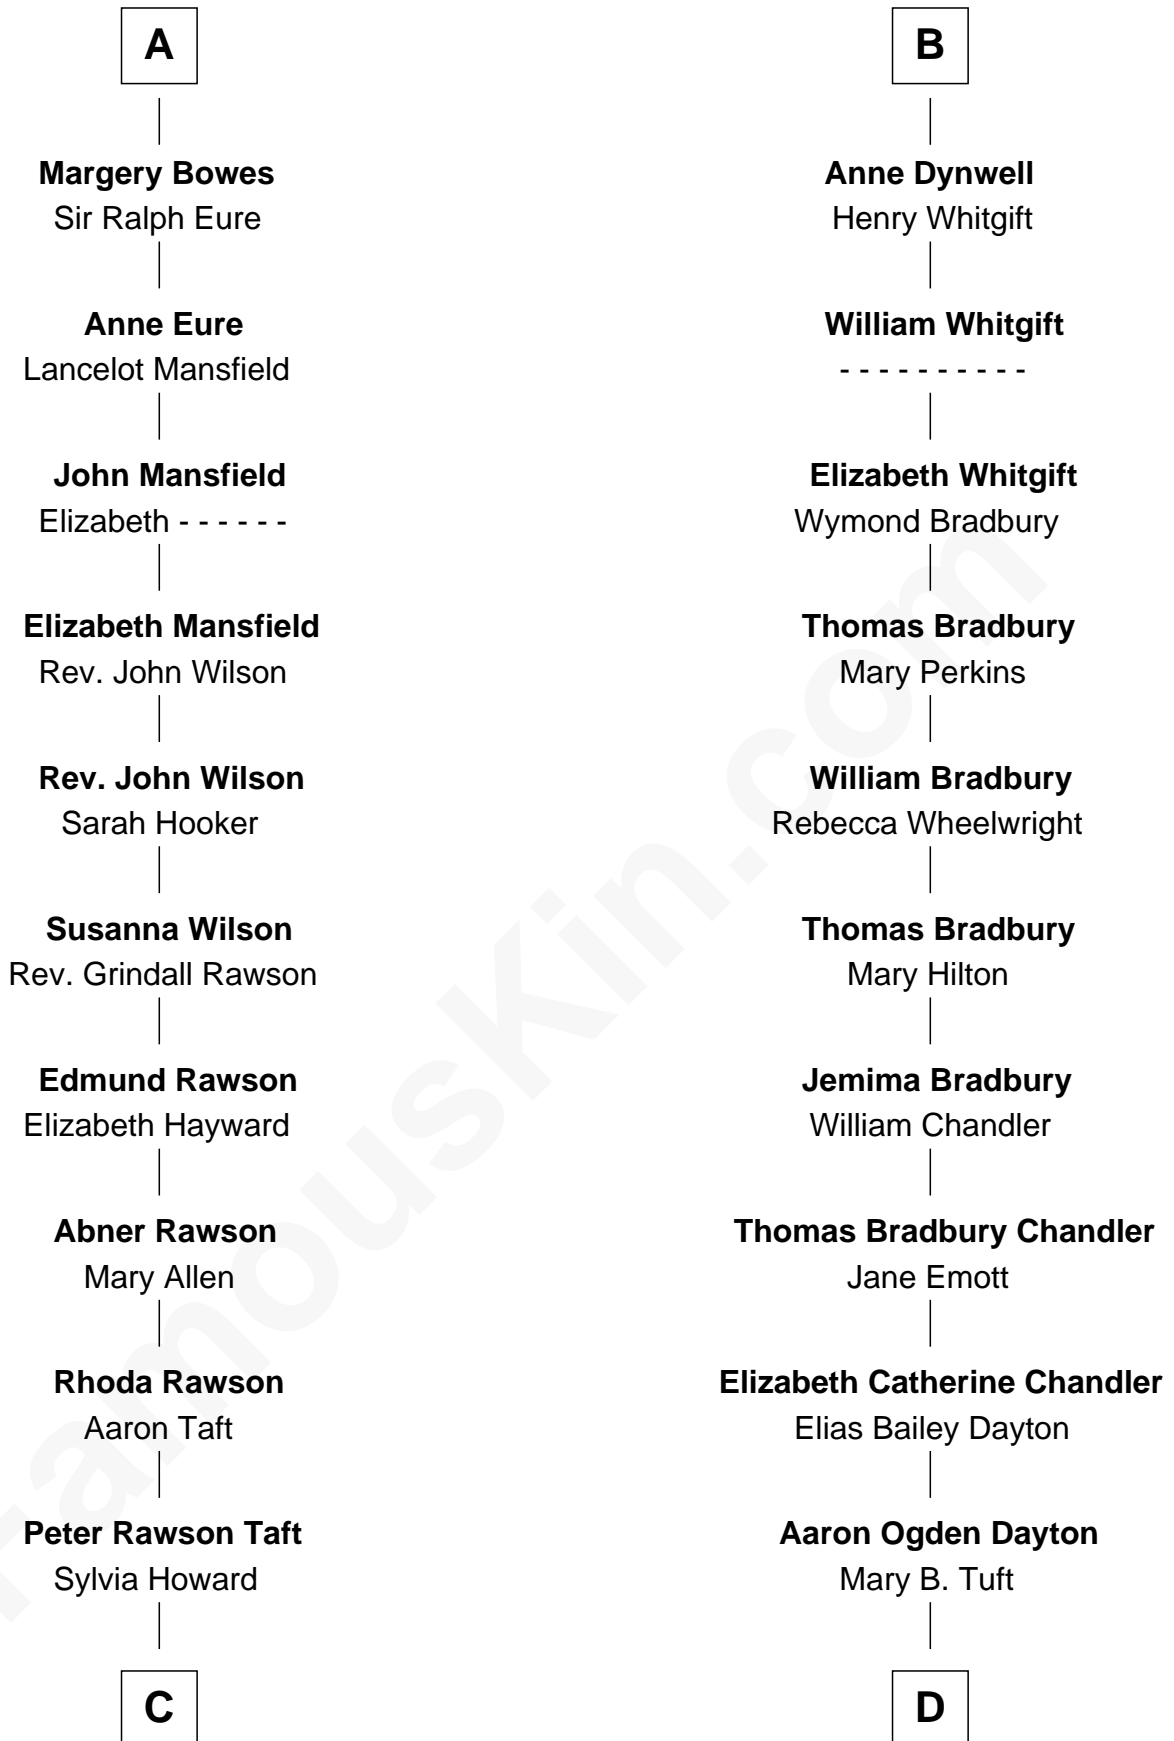 A
Margery Bowes
Sir Ralph Eure
Anne Eure
Lancelot Mansfield
John Mansfield
Elizabeth - - - - - -
Elizabeth Mansfield
Rev. John Wilson
Rev. John Wilson
Sarah Hooker
Susanna Wilson
Rev. Grindall Rawson
Edmund Rawson
Elizabeth Hayward
Abner Rawson
Mary Allen
Rhoda Rawson
Aaron Taft
Peter Rawson Taft
Sylvia Howard
C
B
Anne Dynwell
Henry Whitgift
William Whitgift
- - - - - - - - - -
Elizabeth Whitgift
Wymond Bradbury
Thomas Bradbury
Mary Perkins
William Bradbury
Rebecca Wheelwright
Thomas Bradbury
Mary Hilton
Jemima Bradbury
William Chandler
Thomas Bradbury Chandler
Jane Emott
Elizabeth Catherine Chandler
Elias Bailey Dayton
Aaron Ogden Dayton
Mary B. Tuft
D
FamousKin.com